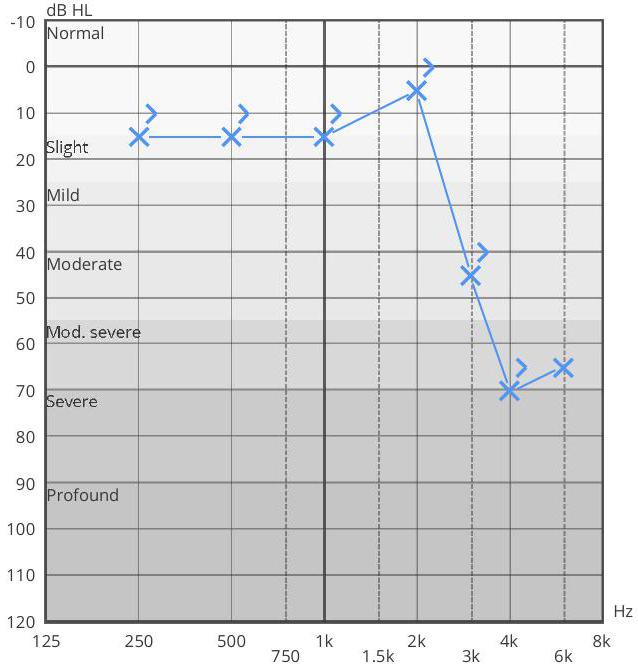 dB HL
-10
Normal
0
10
Slight
20
Mild
30
40
Moderate
50
Mod. severe
60
70
Severe
80
90
Profound
100
110
120
Hz
125 250 500 1k 2k 4k 8k
750 1.5k 3k 6k